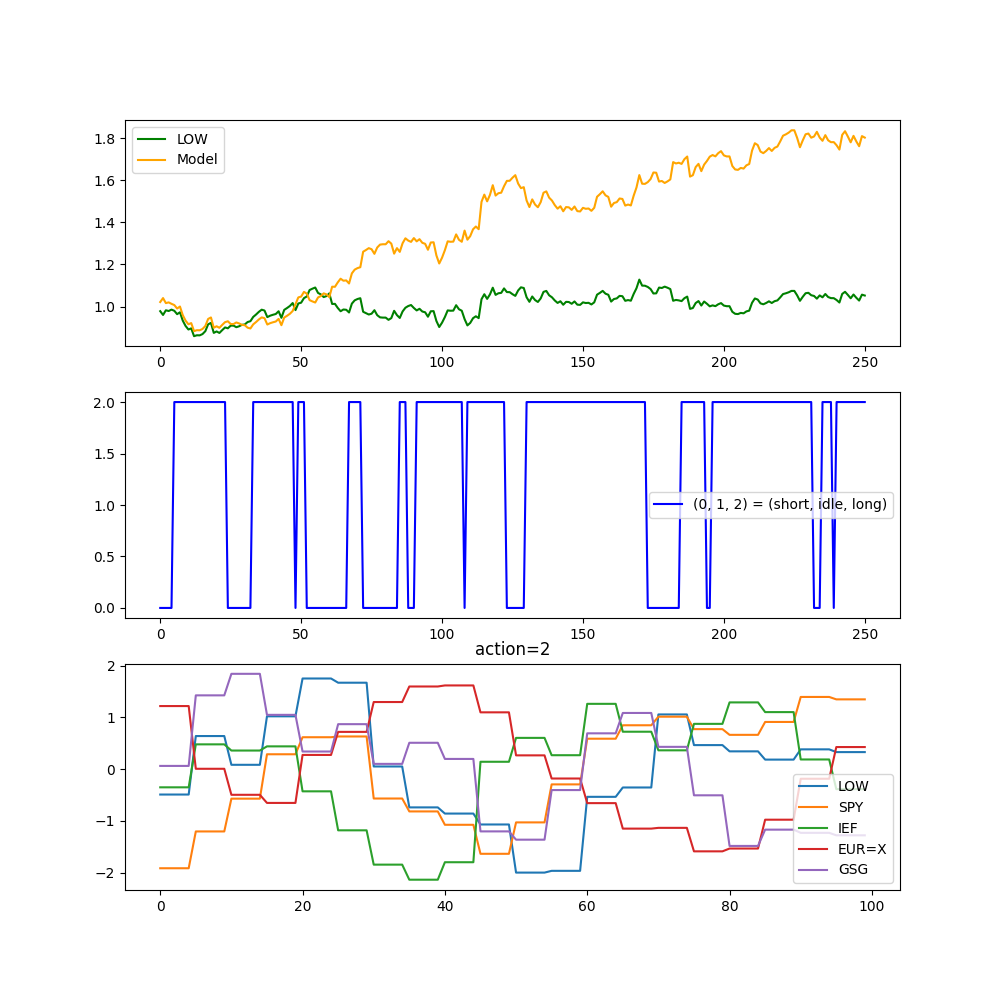 LOW
Model
1.8
1.6
1.4
1.2
1.0
0 50 100 150 200 250
2.0
1.5
1.0
0.5
0.0
(0, 1, 2) = (short, idle, long)
0 50 100 150 200 250
action=2
2
1
0
−1
−2
LOW
SPY
IEF
EUR=X
GSG
0 20 40 60 80 100